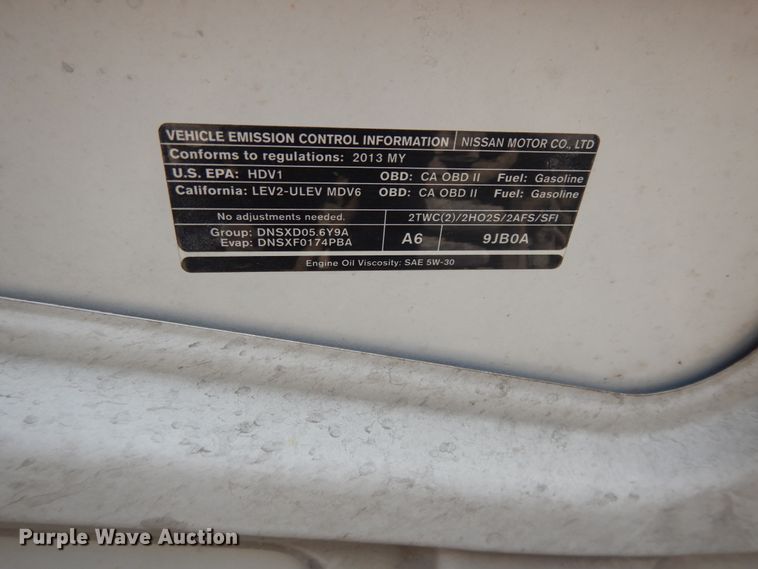 VEHICLE EMISSION CONTROL INFORMATION NISSAN MOTOR CO., LTD
Conforms to regulations: 2013 MY
U.S. EPA: HDV1 OBD: CA OBD II Fuel: Gasoline
California: LEV2-ULEV MDV6 OBD: CA OBD II Fuel: Gasoline
No adjustments needed. 2TWC(2)/2HO2S/2AFS/SFI
Group: DNSXD05.6Y9A
Evap: DNSXF0174PBA
A6 9JB0A
Engine Oil Viscosity: SAE 5W-30
Purple Wave Auction